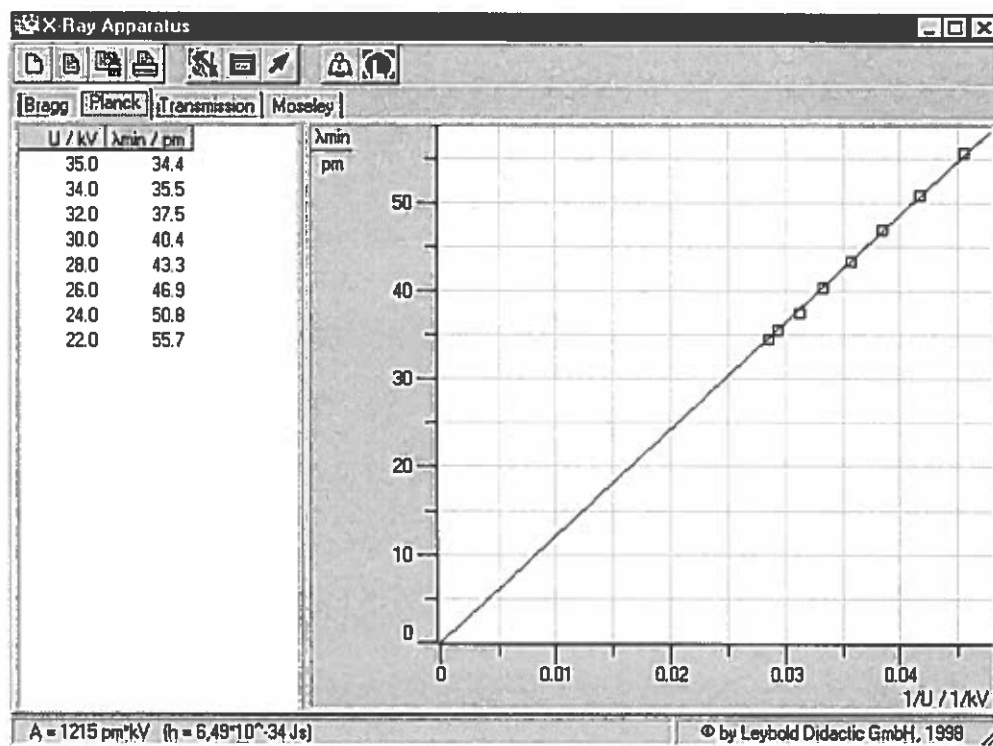 X-Ray Apparatus
Bragg Planck Transmission Moseley
U / kV λmin / pm
35.0 34.4
34.0 35.5
32.0 37.5
30.0 40.4
28.0 43.3
26.0 46.9
24.0 50.8
22.0 55.7
λmin
pm
50
40
30
20
10
0
0 0.01 0.02 0.03 0.04
1/U / 1/kV
A = 1215 pm*kV (h = 6,49*10^-34 Js)
© by Leybold Didactic GmbH, 1998